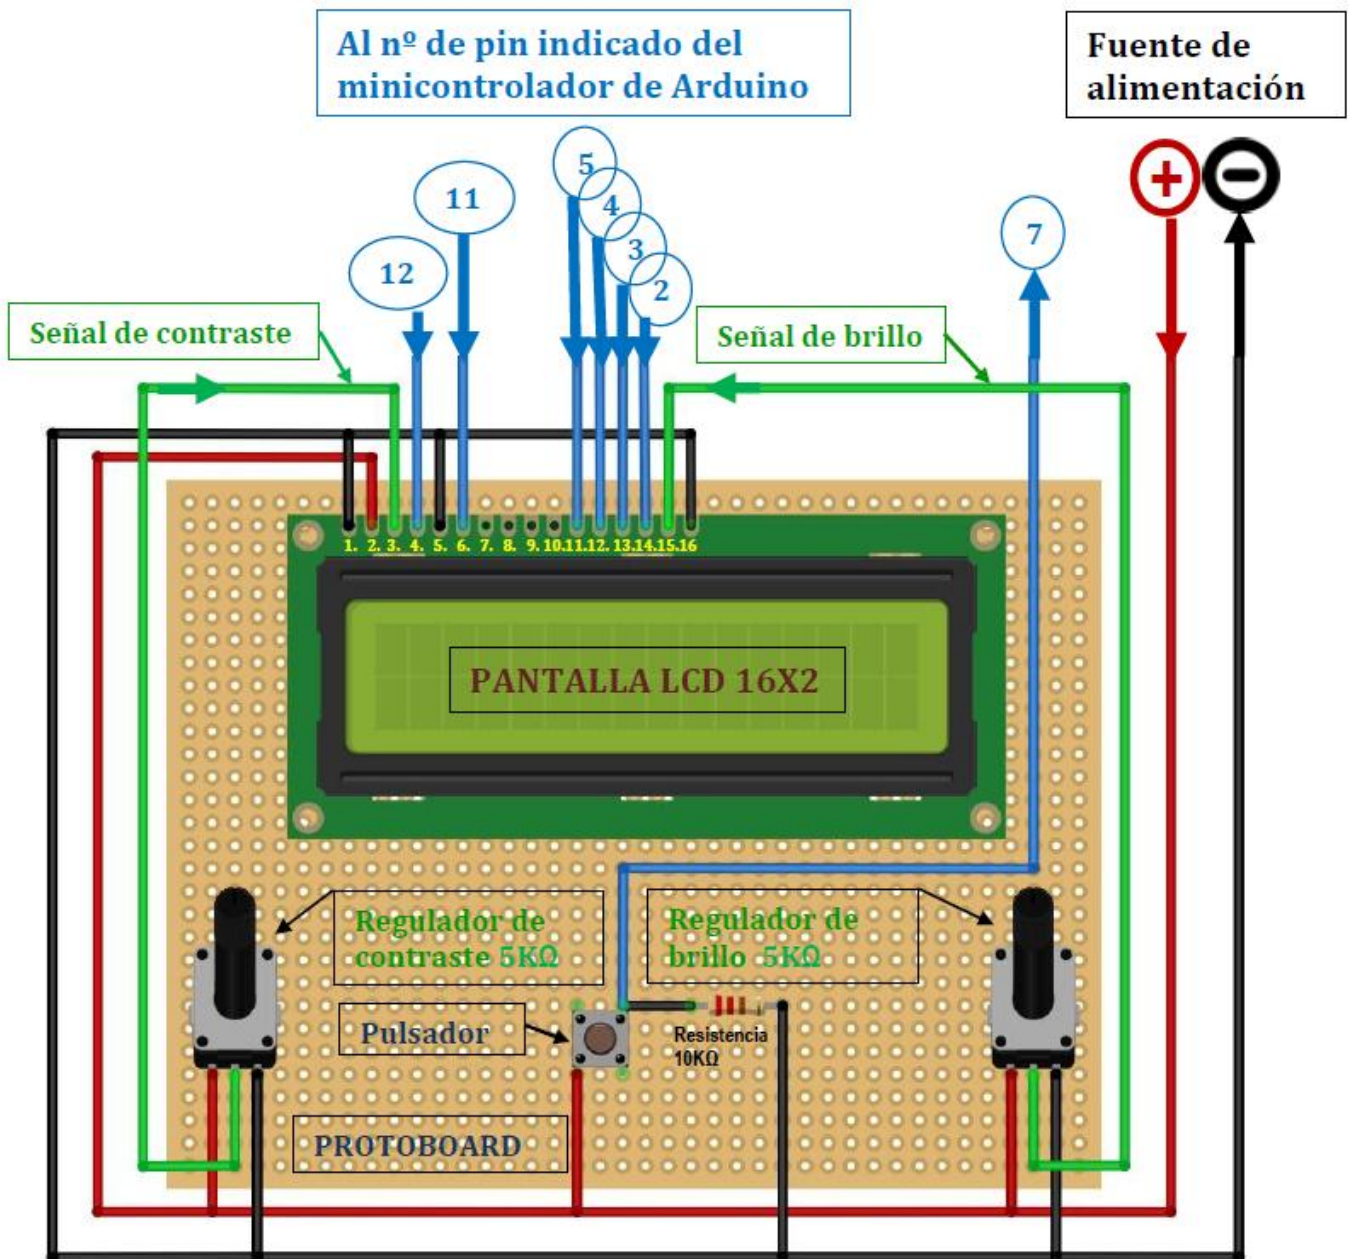 Al nº de pin indicado del
minicontrolador de Arduino
Fuente de
alimentación
5
4
3
2
11
12
7
+
-
Señal de contraste
Señal de brillo
1. 2. 3. 4. 5. 6. 7. 8. 9. 10.11.12. 13.14.15.16
PANTALLA LCD 16X2
Regulador de
contraste 5KΩ
Regulador de
brillo 5KΩ
Pulsador
Resistencia
10KΩ
PROTOBOARD